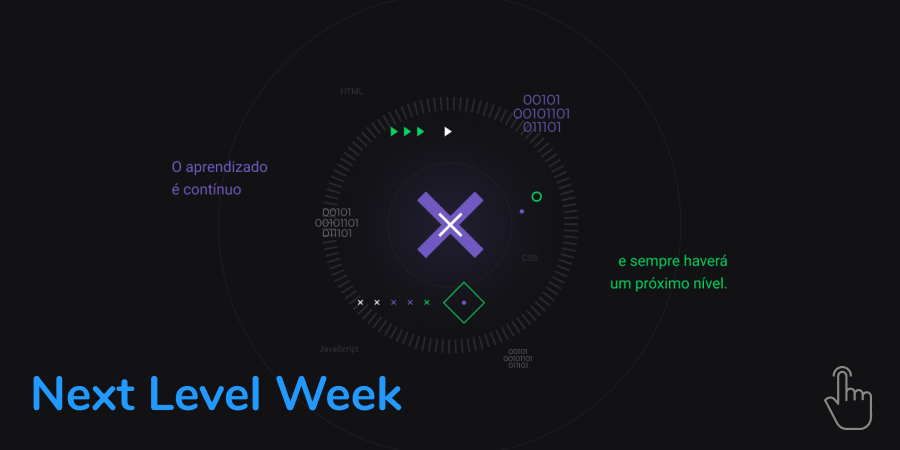 HTML
00101
00101101
011101
O aprendizado
é contínuo
00101
00101101
011101
CSS
e sempre haverá
um próximo nível.
JavaScript
00101
00101101
01101
Next Level Week